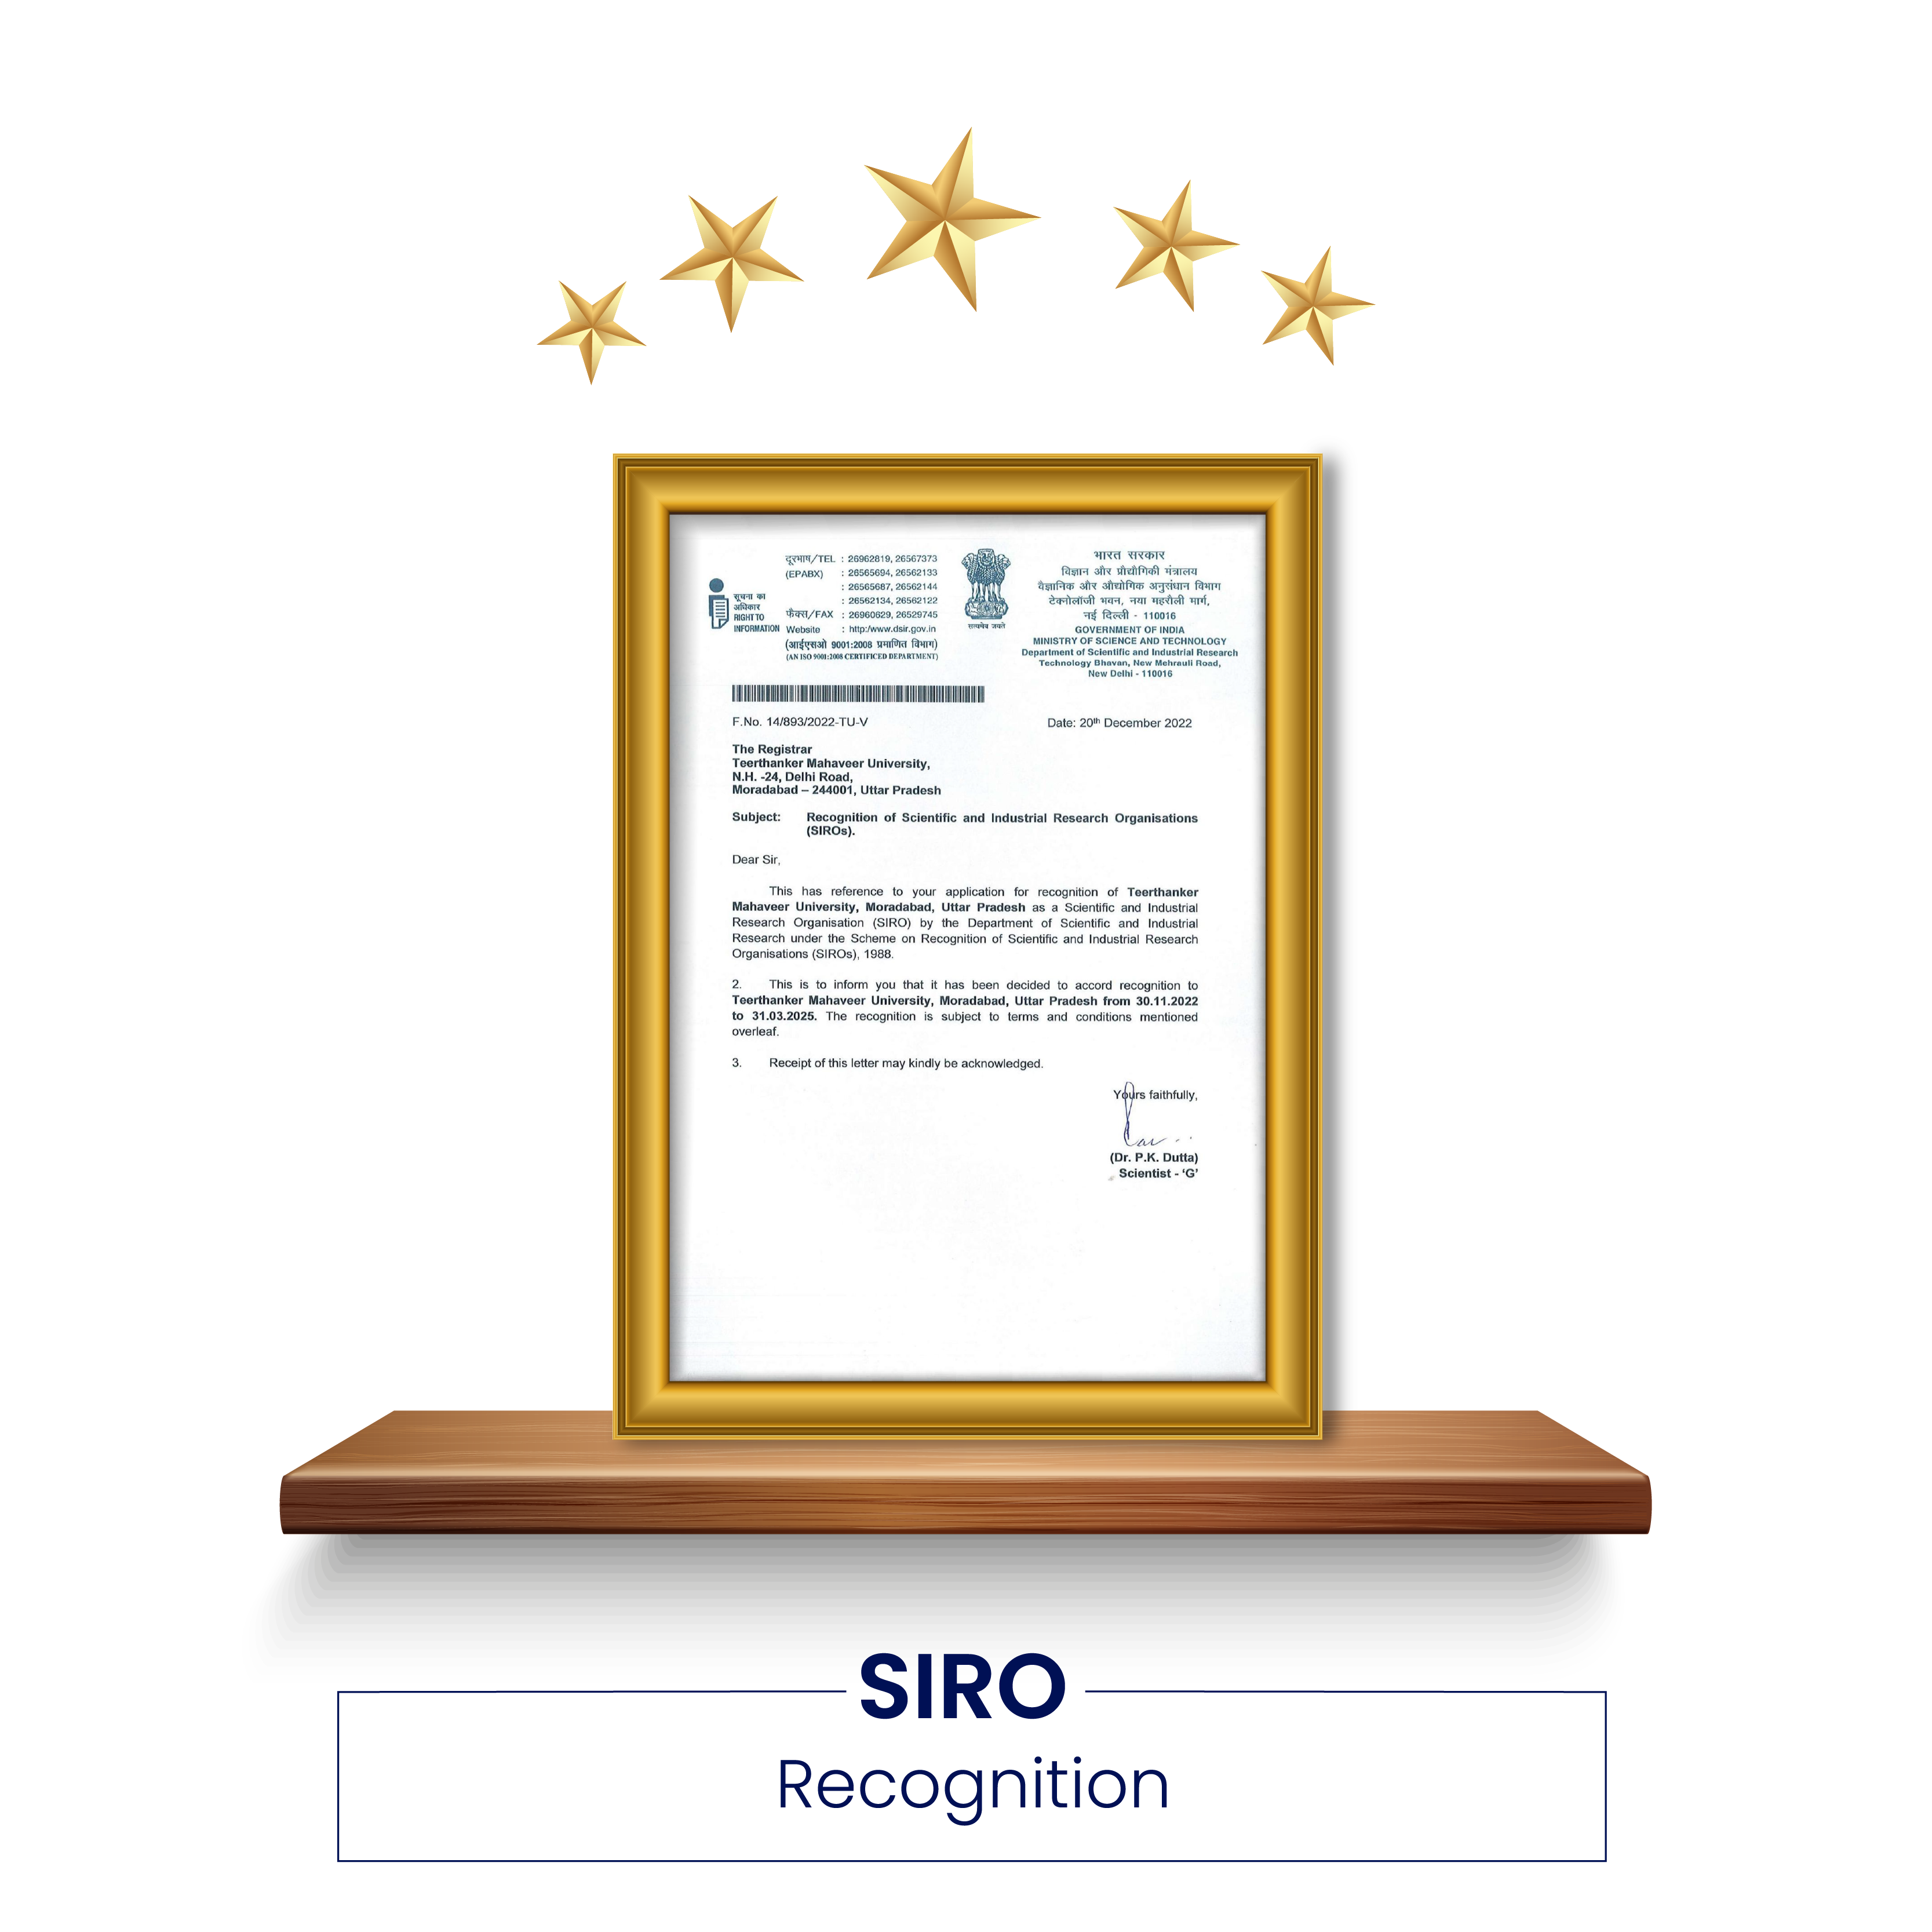 दूरभाष/TEL : 26962819, 26567373
(EPABX) : 26565694, 26562133
: 26565687, 26562144
: 26562134, 26562122
फैक्स/FAX : 26960629, 26529745
Website : http:/www.dsir.gov.in
(आईएसओ 9001:2008 प्रमाणित विभाग)
(AN ISO 9001:2008 CERTIFICED DEPARTMENT)
सूचना का
अधिकार
RIGHT TO
INFORMATION
सत्यमेव जयते
भारत सरकार
विज्ञान और प्रौद्योगिकी मंत्रालय
वैज्ञानिक और औद्योगिक अनुसंधान विभाग
टेक्नोलॉजी भवन, नया महरौली मार्ग,
नई दिल्ली - 110016
GOVERNMENT OF INDIA
MINISTRY OF SCIENCE AND TECHNOLOGY
Department of Scientific and Industrial Research
Technology Bhavan, New Mehrauli Road,
New Delhi - 110016
F.No. 14/893/2022-TU-V
Date: 20th December 2022
The Registrar
Teerthanker Mahaveer University,
N.H. -24, Delhi Road,
Moradabad – 244001, Uttar Pradesh
Subject: Recognition of Scientific and Industrial Research Organisations
(SIROs).
Dear Sir,
This has reference to your application for recognition of Teerthanker
Mahaveer University, Moradabad, Uttar Pradesh as a Scientific and Industrial
Research Organisation (SIRO) by the Department of Scientific and Industrial
Research under the Scheme on Recognition of Scientific and Industrial Research
Organisations (SIROs), 1988.
2. This is to inform you that it has been decided to accord recognition to
Teerthanker Mahaveer University, Moradabad, Uttar Pradesh from 30.11.2022
to 31.03.2025. The recognition is subject to terms and conditions mentioned
overleaf.
3. Receipt of this letter may kindly be acknowledged.
Yours faithfully,
(Dr. P.K. Dutta)
Scientist - ‘G’
SIRO
Recognition